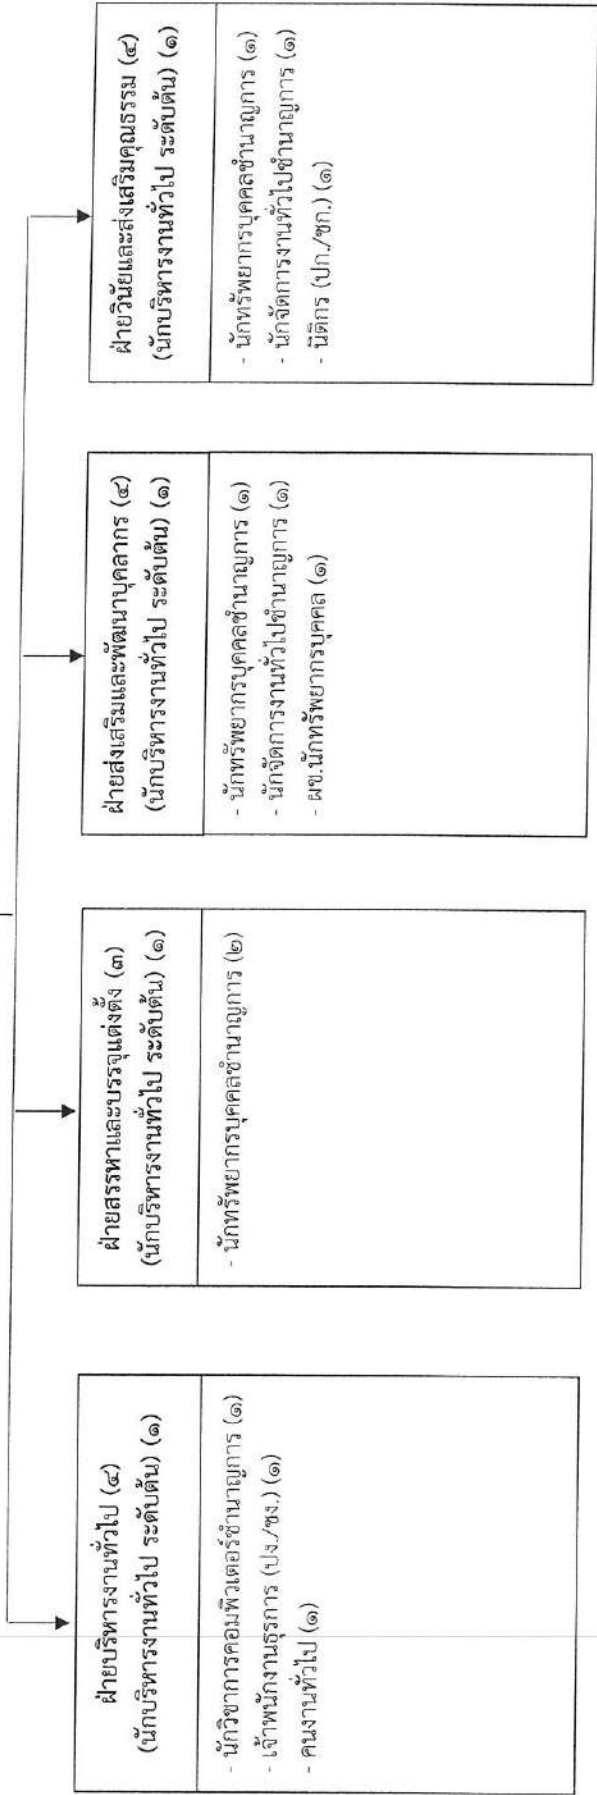 ฝ่ายบริหารงานทั่วไป (๔)
(นักบริหารงานทั่วไป ระดับต้น) (๑)
- นักวิชาการคอมพิวเตอร์ชำนาญการ (๑)
- เจ้าพนักงานธุรการ (ปง./ชง.) (๑)
- คนงานทั่วไป (๑)
ฝ่ายสรรหาและบรรจุแต่งตั้ง (๓)
(นักบริหารงานทั่วไป ระดับต้น) (๑)
- นักทรัพยากรบุคคลชำนาญการ (๒)
ฝ่ายส่งเสริมและพัฒนาบุคลากร (๔)
(นักบริหารงานทั่วไป ระดับต้น) (๑)
- นักทรัพยากรบุคคลชำนาญการ (๑)
- นักจัดการงานทั่วไปชำนาญการ (๑)
- ผช.นักทรัพยากรบุคคล (๑)
ฝ่ายวินัยและส่งเสริมคุณธรรม (๔)
(นักบริหารงานทั่วไป ระดับต้น) (๑)
- นักทรัพยากรบุคคลชำนาญการ (๑)
- นักจัดการงานทั่วไปชำนาญการ (๑)
- นิติกร (ปก./ชก.) (๑)